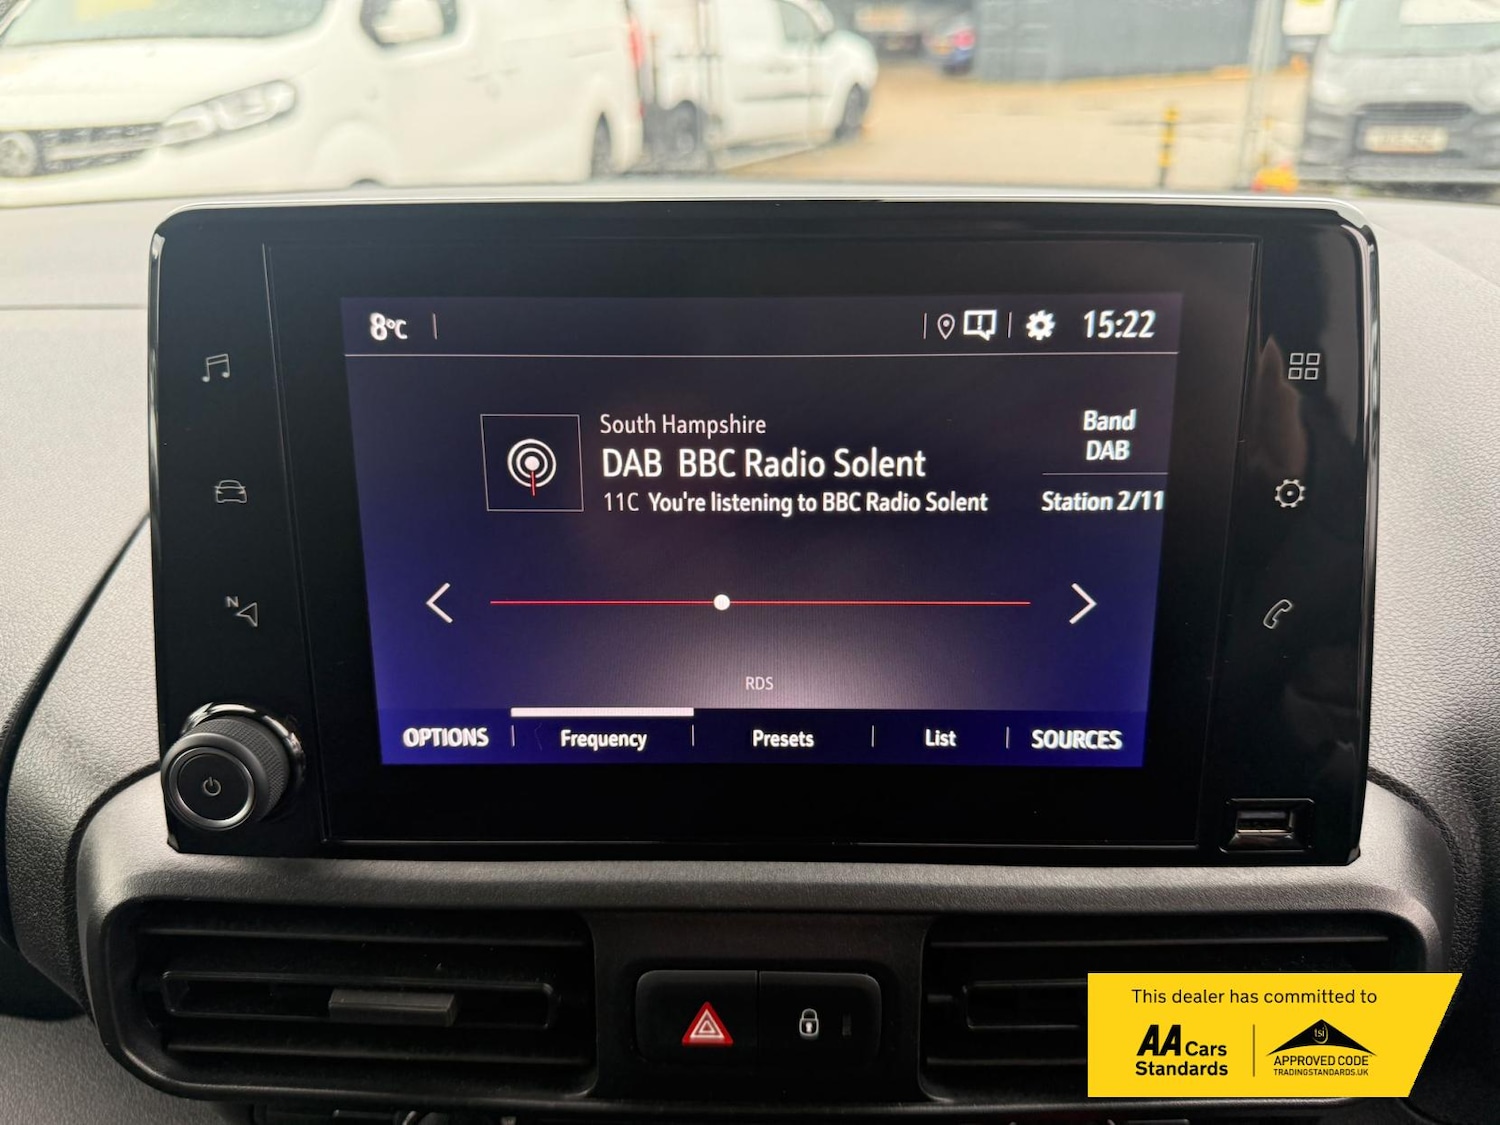 8°C
15:22
South Hampshire
DAB BBC Radio Solent
11C You're listening to BBC Radio Solent
Band
DAB
Station 2/11
N
RDS
OPTIONS Frequency Presets List SOURCES
This dealer has committed to
AA Cars
Standards
tsi
APPROVED CODE
TRADINGSTANDARDS.UK